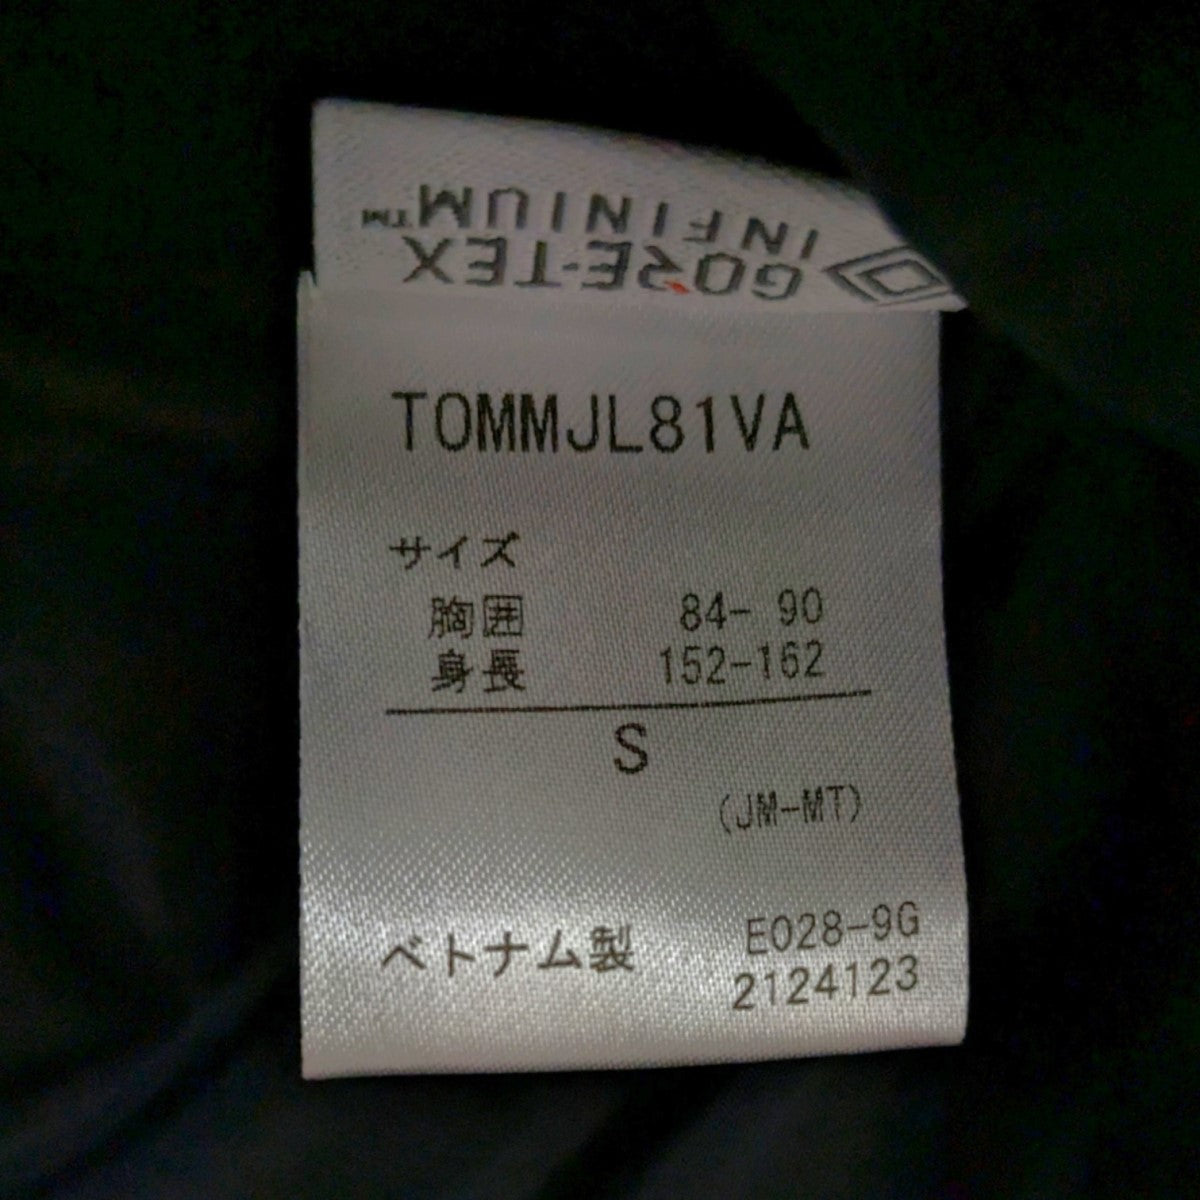 GORE-TEX
INFINIUM™
TOMMJL81VA
サイズ
胸囲 84- 90
身長 152-162
S
(JM-MT)
ベトナム製 E028-9G
2124123